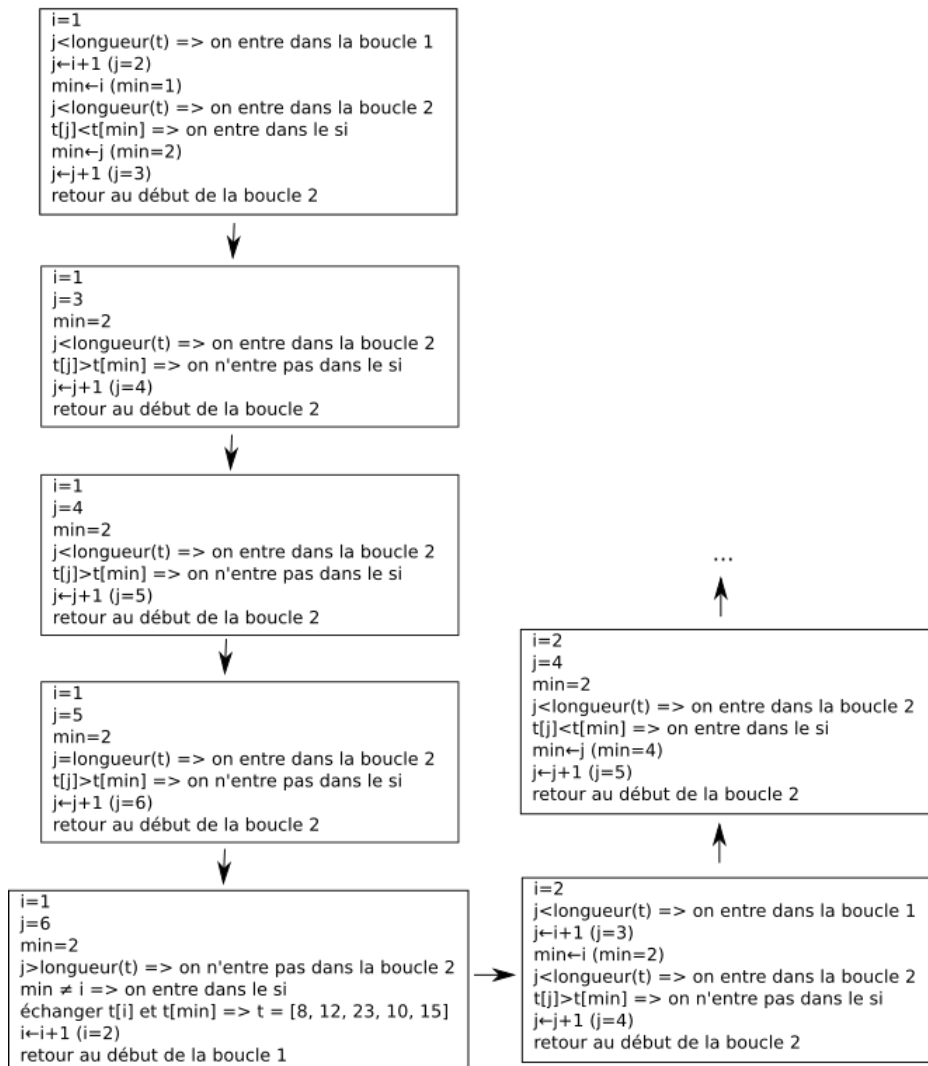 i=1
j<longueur(t) => on entre dans la boucle 1
j←i+1 (j=2)
min←i (min=1)
j<longueur(t) => on entre dans la boucle 2
t[j]<t[min] => on entre dans le si
min←j (min=2)
j←j+1 (j=3)
retour au début de la boucle 2
i=1
j=3
min=2
j<longueur(t) => on entre dans la boucle 2
t[j]>t[min] => on n'entre pas dans le si
j←j+1 (j=4)
retour au début de la boucle 2
i=1
j=4
min=2
j<longueur(t) => on entre dans la boucle 2
t[j]>t[min] => on n'entre pas dans le si
j←j+1 (j=5)
retour au début de la boucle 2
i=1
j=5
min=2
j=longueur(t) => on entre dans la boucle 2
t[j]>t[min] => on n'entre pas dans le si
j←j+1 (j=6)
retour au début de la boucle 2
i=1
j=6
min=2
j>longueur(t) => on n'entre pas dans la boucle 2
min ≠ i => on entre dans le si
échanger t[i] et t[min] => t = [8, 12, 23, 10, 15]
i←i+1 (i=2)
retour au début de la boucle 1
i=2
j<longueur(t) => on entre dans la boucle 1
j←i+1 (j=3)
min←i (min=2)
j<longueur(t) => on entre dans la boucle 2
t[j]>t[min] => on n'entre pas dans le si
j←j+1 (j=4)
retour au début de la boucle 2
i=2
j=4
min=2
j<longueur(t) => on entre dans la boucle 2
t[j]<t[min] => on entre dans le si
min←j (min=4)
j←j+1 (j=5)
retour au début de la boucle 2
...